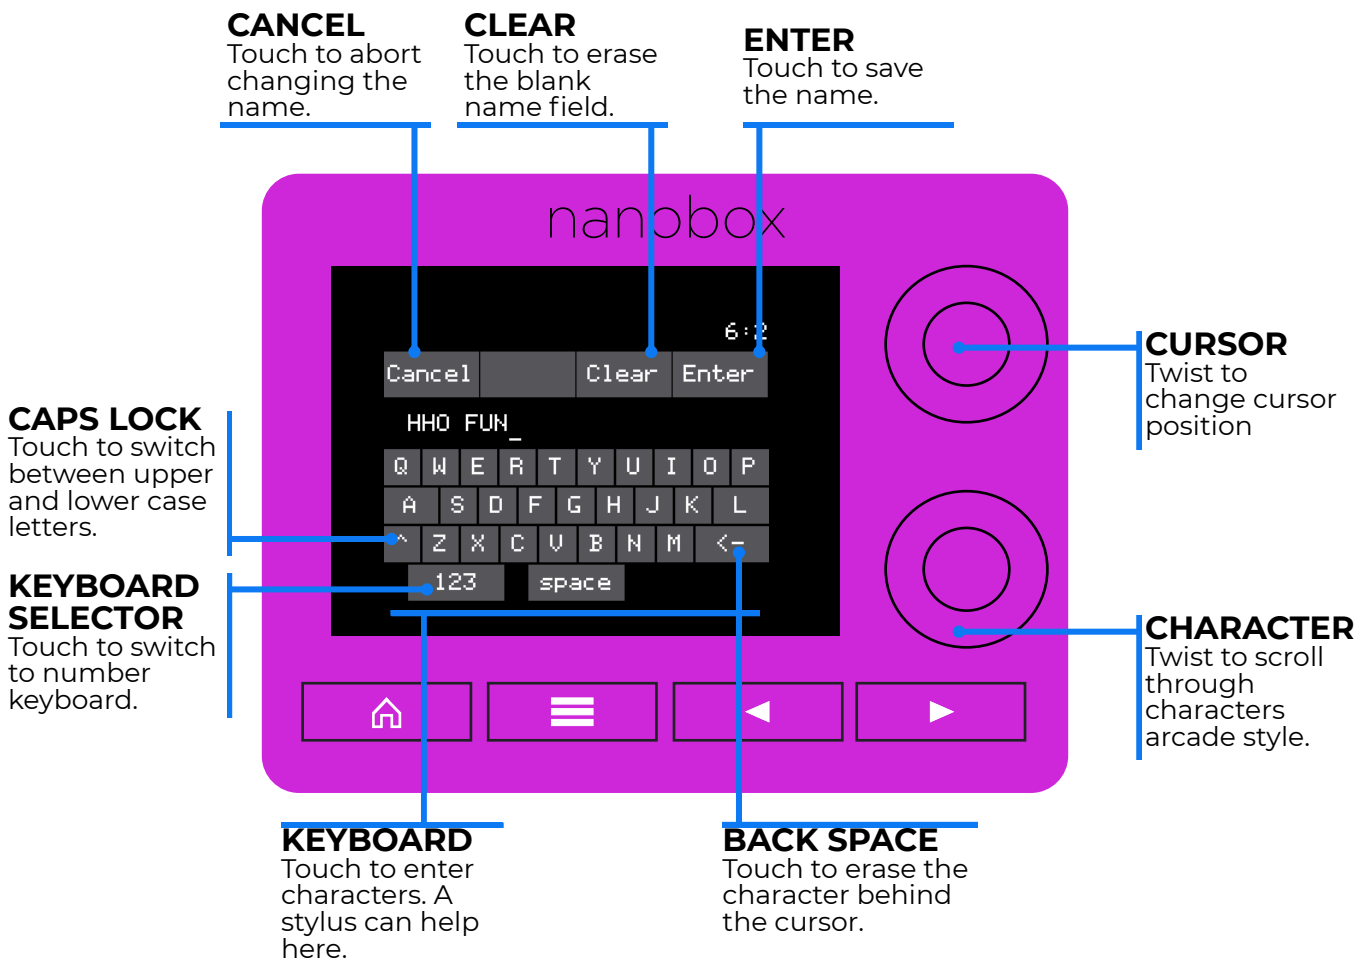 CANCEL
Touch to abort
changing the
name.
CLEAR
Touch to erase
the blank
name field.
ENTER
Touch to save
the name.
nanobox
6:2
Cancel
Clear
Enter
HHO FUN_
Q W E R T Y U I O P
A S D F G H J K L
^ Z X C V B N M <-
123
space
CAPS LOCK
Touch to switch
between upper
and lower case
letters.
KEYBOARD
SELECTOR
Touch to switch
to number
keyboard.
CURSOR
Twist to
change cursor
position
CHARACTER
Twist to scroll
through
characters
arcade style.
KEYBOARD
Touch to enter
characters. A
stylus can help
here.
BACK SPACE
Touch to erase the
character behind
the cursor.